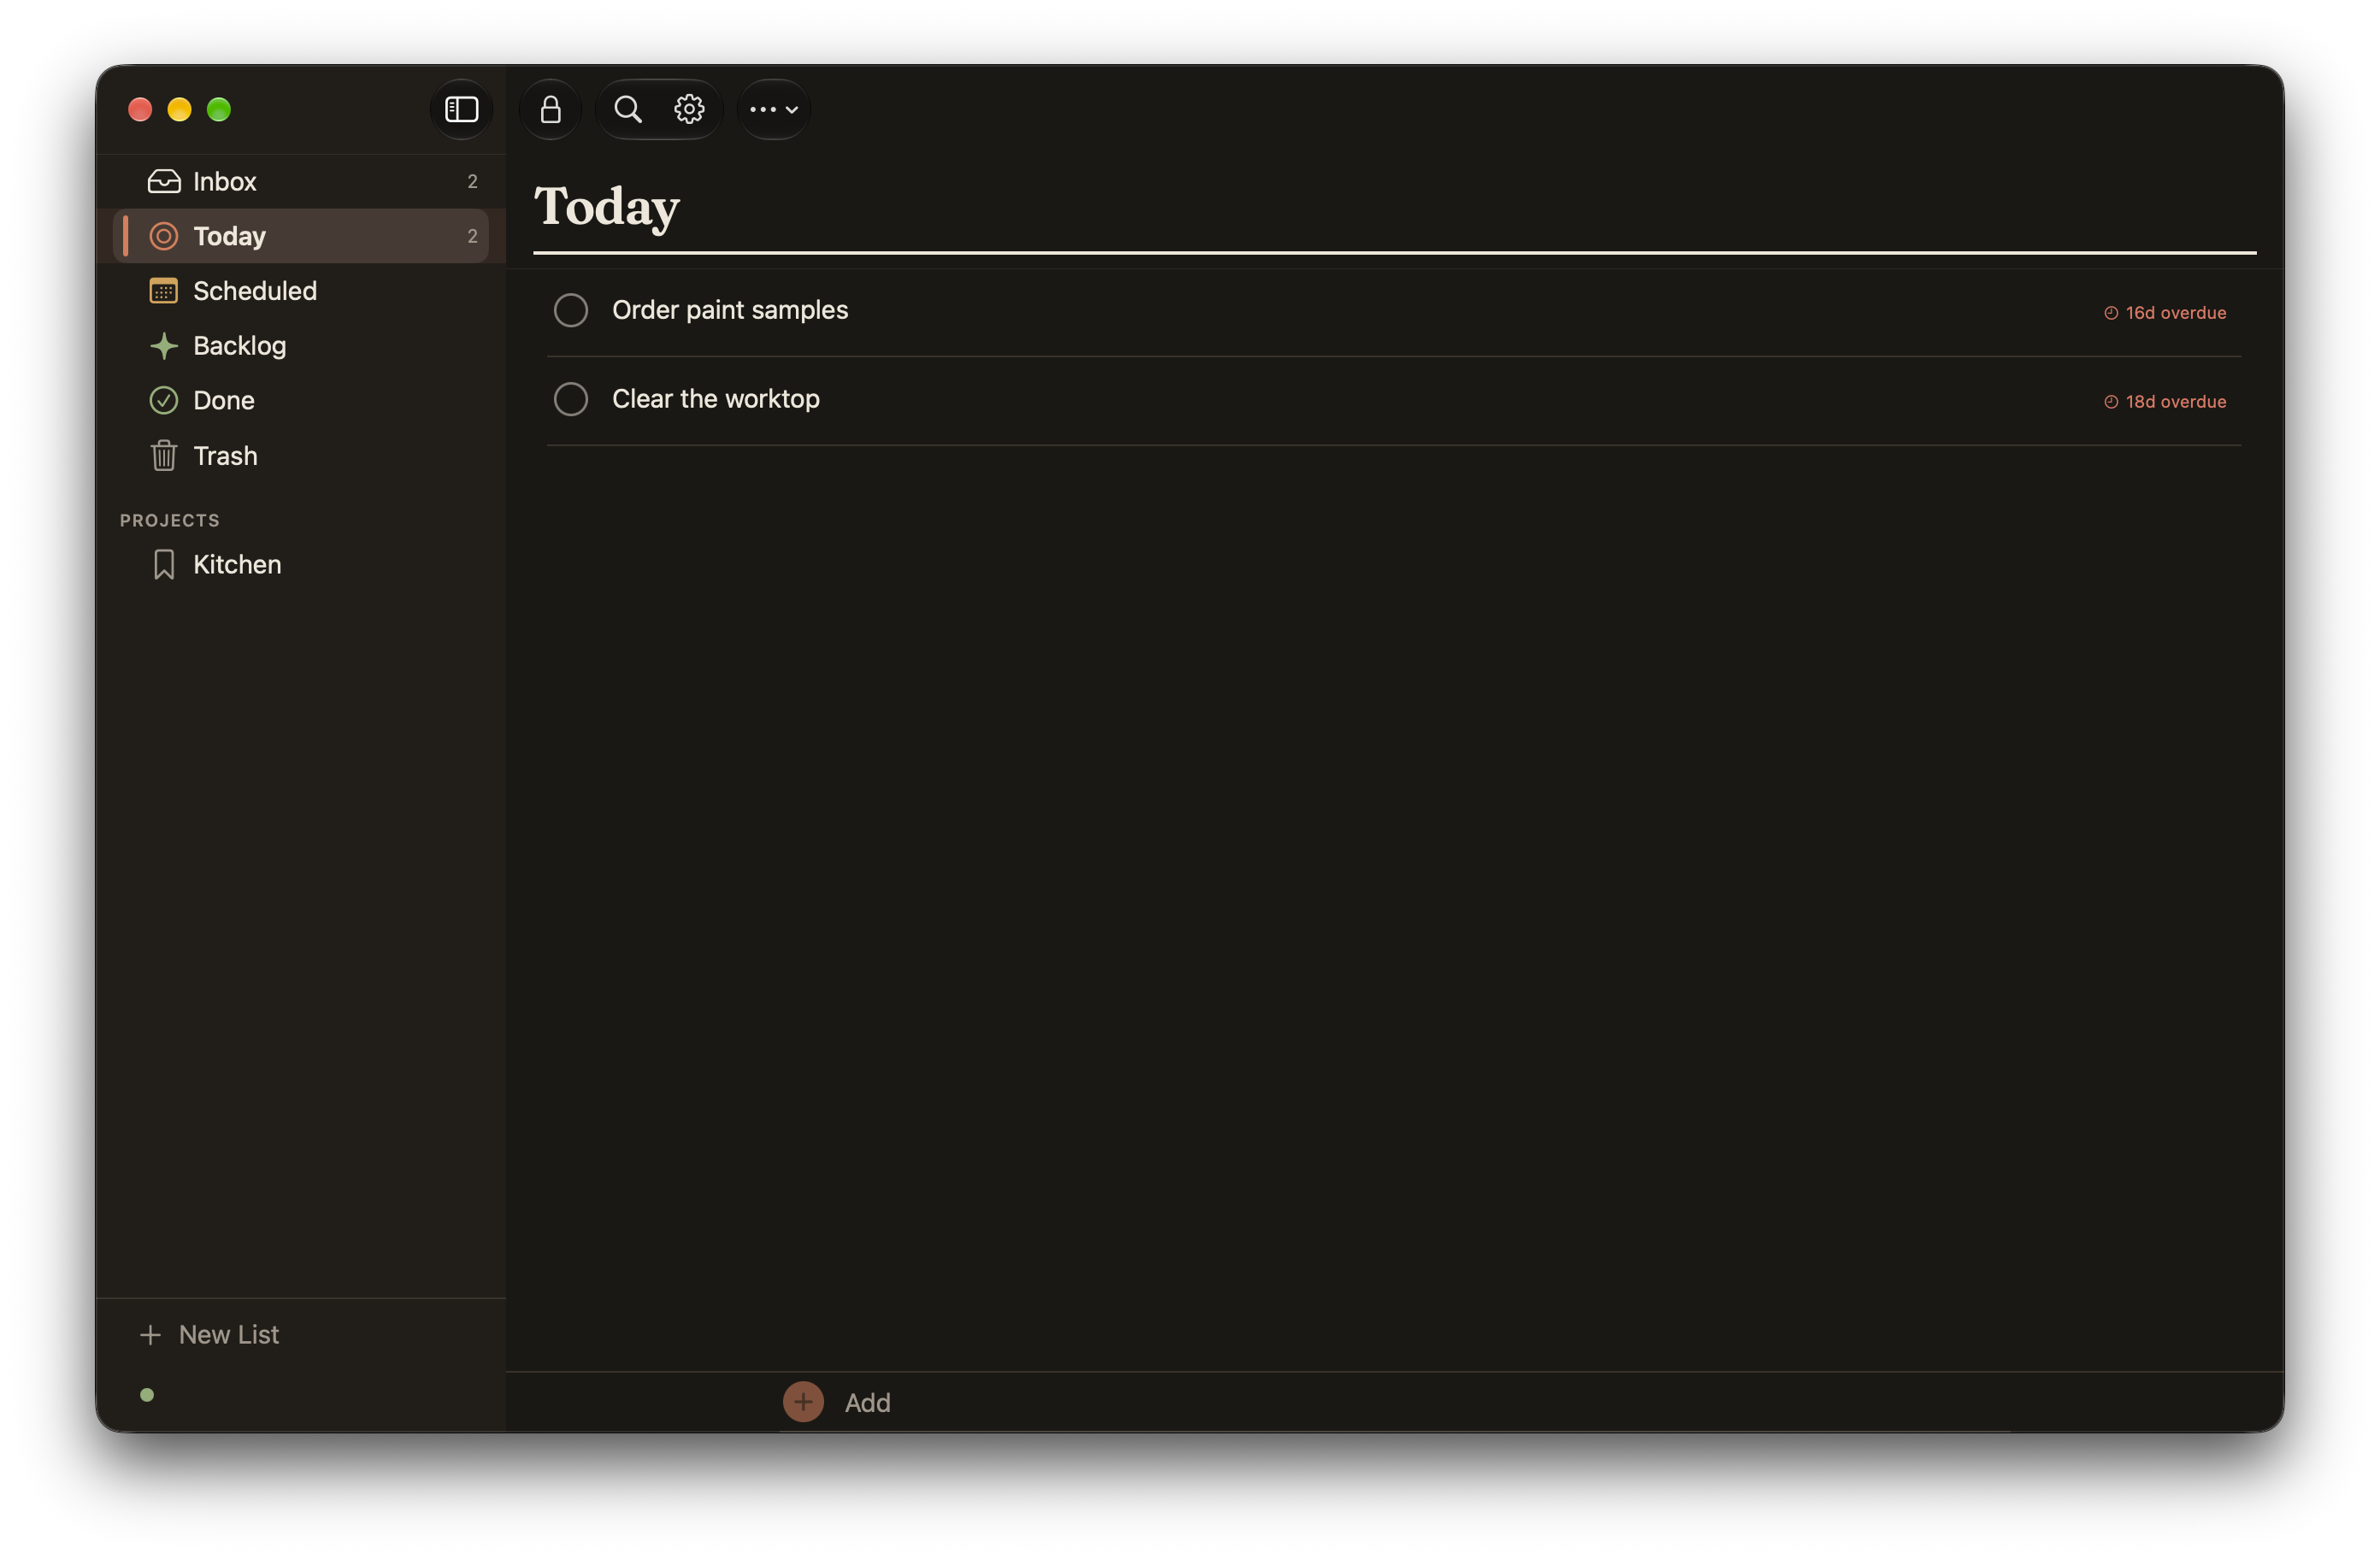 Inbox 2
Today 2
Scheduled
Backlog
Done
Trash
PROJECTS
Kitchen
New List
Today
Order paint samples 16d overdue
Clear the worktop 18d overdue
Add